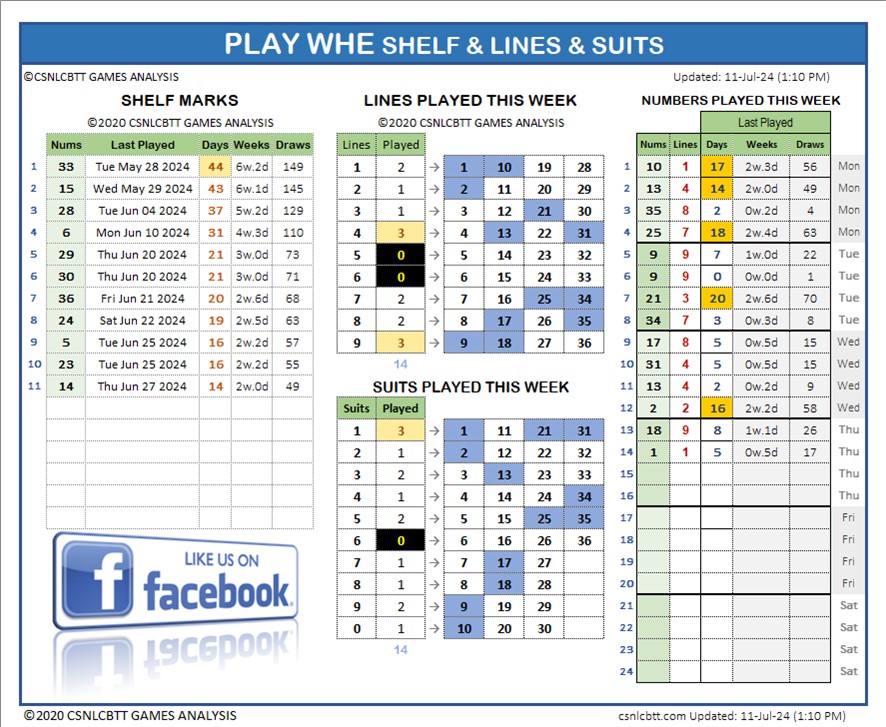 PLAY WHE SHELF & LINES & SUITS
©CSNLCBTT GAMES ANALYSIS
Updated: 11-Jul-24 (1:10 PM)
SHELF MARKS
©2020 CSNLCBTT GAMES ANALYSIS
Nums Last Played Days Weeks Draws
1 33 Tue May 28 2024 44 6w.2d 149
2 15 Wed May 29 2024 43 6w.1d 145
3 28 Tue Jun 04 2024 37 5w.2d 129
4 6 Mon Jun 10 2024 31 4w.3d 110
5 29 Thu Jun 20 2024 21 3w.0d 73
6 30 Thu Jun 20 2024 21 3w.0d 71
7 36 Fri Jun 21 2024 20 2w.6d 68
8 24 Sat Jun 22 2024 19 2w.5d 63
9 5 Tue Jun 25 2024 16 2w.2d 57
10 23 Tue Jun 25 2024 16 2w.2d 55
11 14 Thu Jun 27 2024 14 2w.0d 49
LIKE US ON
facebook.
LINES PLAYED THIS WEEK
©2020 CSNLCBTT GAMES ANALYSIS
Lines Played
1 2 → 1 10 19 28
2 1 → 2 11 20 29
3 1 → 3 12 21 30
4 3 → 4 13 22 31
5 0 → 5 14 23 32
6 0 → 6 15 24 33
7 2 → 7 16 25 34
8 2 → 8 17 26 35
9 3 → 9 18 27 36
14
SUITS PLAYED THIS WEEK
Suits Played
1 3 → 1 11 21 31
2 1 → 2 12 22 32
3 2 → 3 13 23 33
4 1 → 4 14 24 34
5 2 → 5 15 25 35
6 0 → 6 16 26 36
7 1 → 7 17 27
8 1 → 8 18 28
9 2 → 9 19 29
0 1 → 10 20 30
14
NUMBERS PLAYED THIS WEEK
Last Played
Nums Lines Days Weeks Draws
1 10 1 17 2w.3d 56 Mon
2 13 4 14 2w.0d 49 Mon
3 35 8 2 0w.2d 4 Mon
4 25 7 18 2w.4d 63 Mon
5 9 9 7 1w.0d 22 Tue
6 9 9 0 0w.0d 1 Tue
7 21 3 20 2w.6d 70 Tue
8 34 7 3 0w.3d 8 Tue
9 17 8 5 0w.5d 15 Wed
10 31 4 5 0w.5d 15 Wed
11 13 4 2 0w.2d 9 Wed
12 2 2 16 2w.2d 58 Wed
13 18 9 8 1w.1d 26 Thu
14 1 1 5 0w.5d 17 Thu
15 Thu
16 Thu
17 Fri
18 Fri
19 Fri
20 Fri
21 Sat
22 Sat
23 Sat
24 Sat
©2020 CSNLCBTT GAMES ANALYSIS
csnlcbtt.com Updated: 11-Jul-24 (1:10 PM)